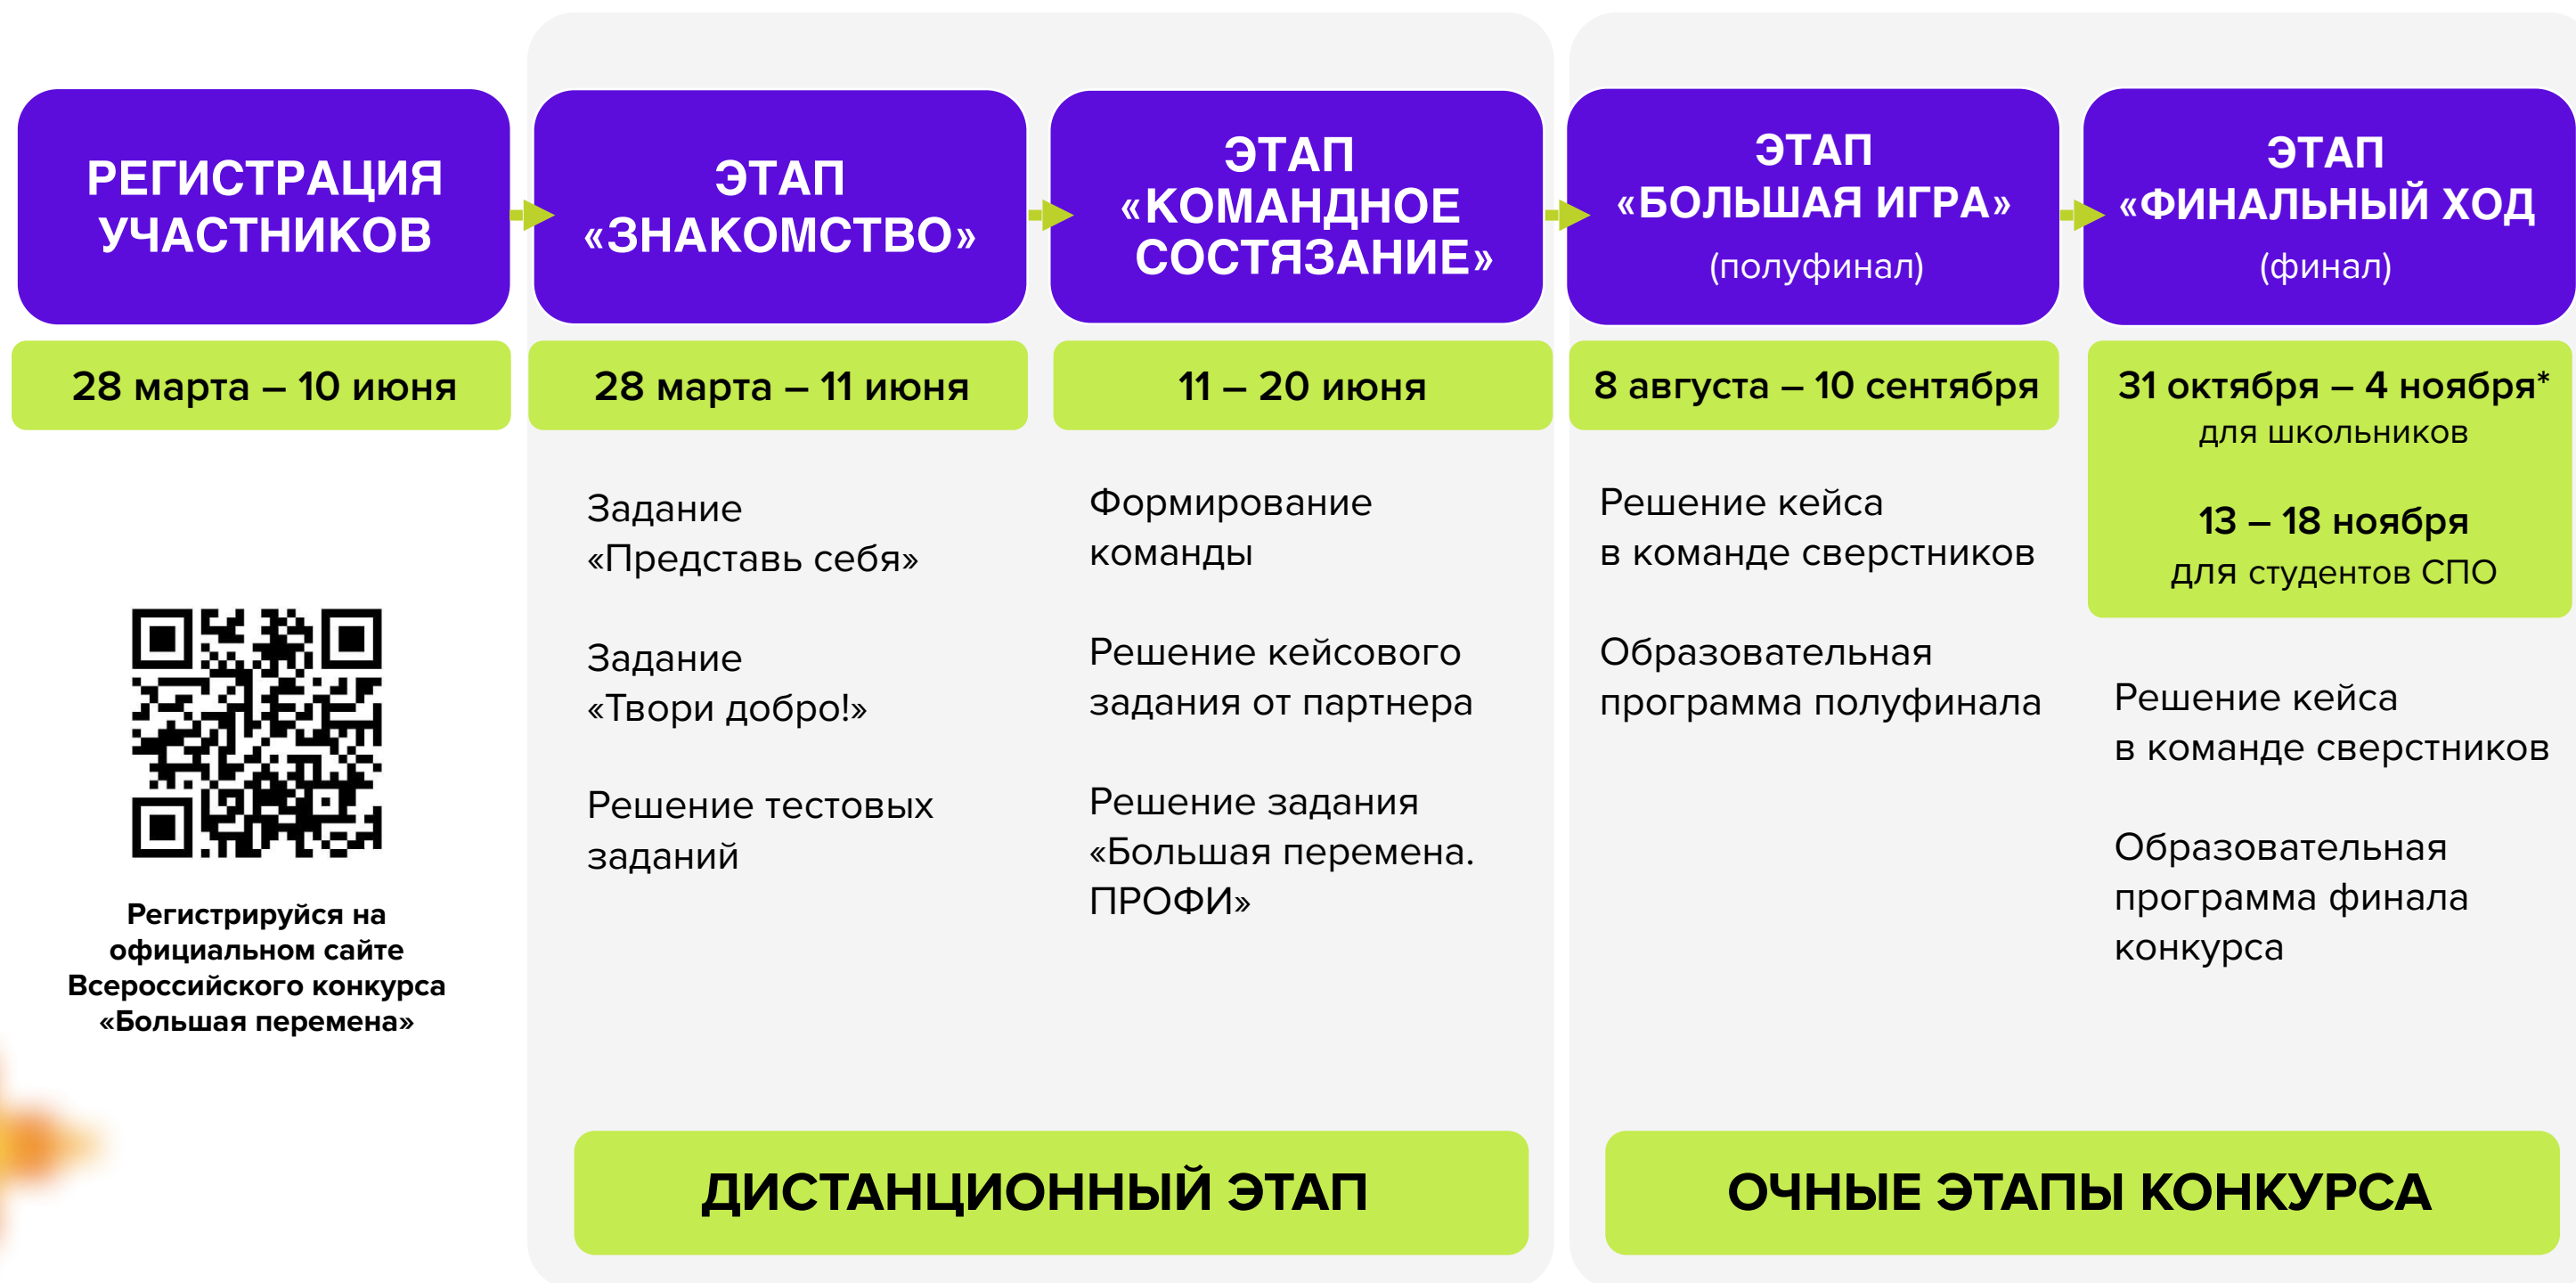 РЕГИСТРАЦИЯ
УЧАСТНИКОВ
28 марта – 10 июня
Регистрируйся на
официальном сайте
Всероссийского конкурса
«Большая перемена»
ЭТАП
«ЗНАКОМСТВО»
28 марта – 11 июня
Задание
«Представь себя»
Задание
«Твори добро!»
Решение тестовых
заданий
ЭТАП
«КОМАНДНОЕ
СОСТЯЗАНИЕ»
11 – 20 июня
Формирование
команды
Решение кейсового
задания от партнера
Решение задания
«Большая перемена.
ПРОФИ»
ДИСТАНЦИОННЫЙ ЭТАП
ЭТАП
«БОЛЬШАЯ ИГРА»
(полуфинал)
8 августа – 10 сентября
Решение кейса
в команде сверстников
Образовательная
программа полуфинала
ЭТАП
«ФИНАЛЬНЫЙ ХОД
(финал)
31 октября – 4 ноября*
для школьников
13 – 18 ноября
для студентов СПО
Решение кейса
в команде сверстников
Образовательная
программа финала
конкурса
ОЧНЫЕ ЭТАПЫ КОНКУРСА